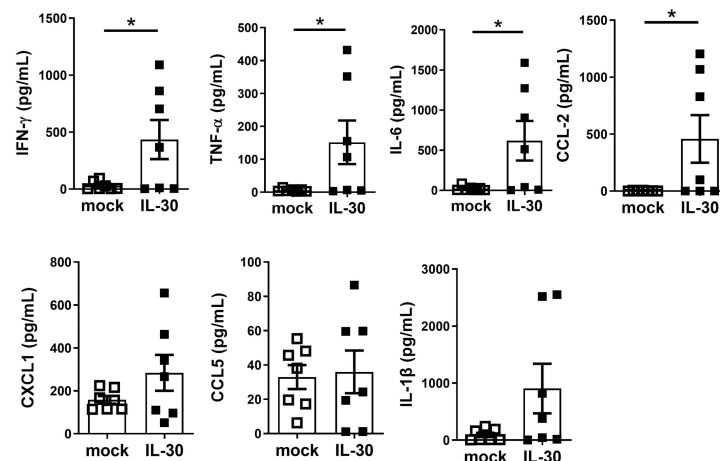 IFN-γ (pg/mL)
1500
1000
500
0
*
mock IL-30
TNF-α (pg/mL)
500
400
300
200
100
0
*
mock IL-30
IL-6 (pg/mL)
2000
1500
1000
500
0
*
mock IL-30
CCL-2 (pg/mL)
1500
1000
500
0
*
mock IL-30
CXCL1 (pg/mL)
800
600
400
200
0
mock IL-30
CCL5 (pg/mL)
100
80
60
40
20
0
mock IL-30
IL-1β (pg/mL)
3000
2000
1000
0
mock IL-30